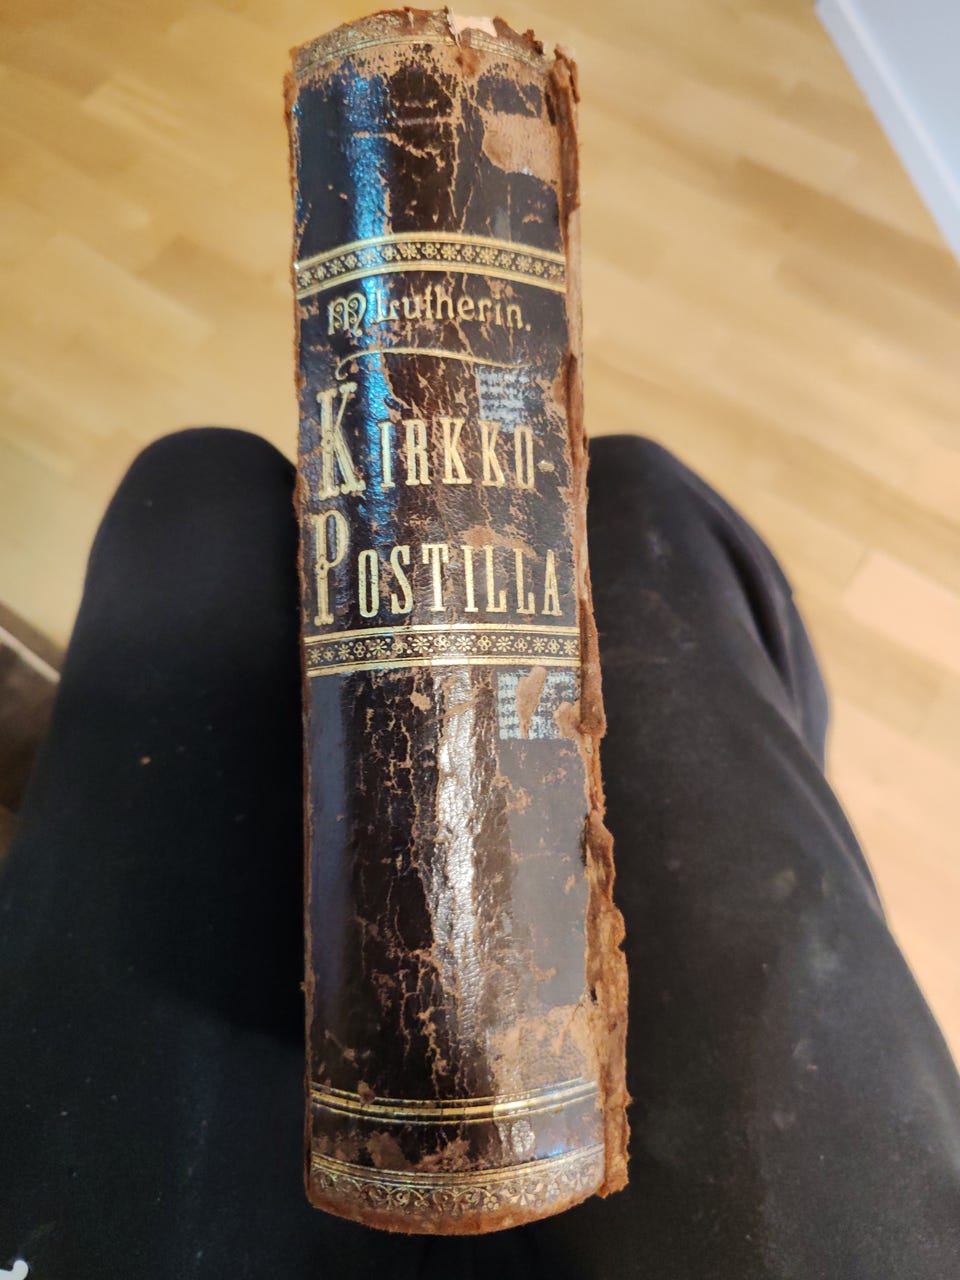 M Lutherin.
KIRKKO-
POSTILLA